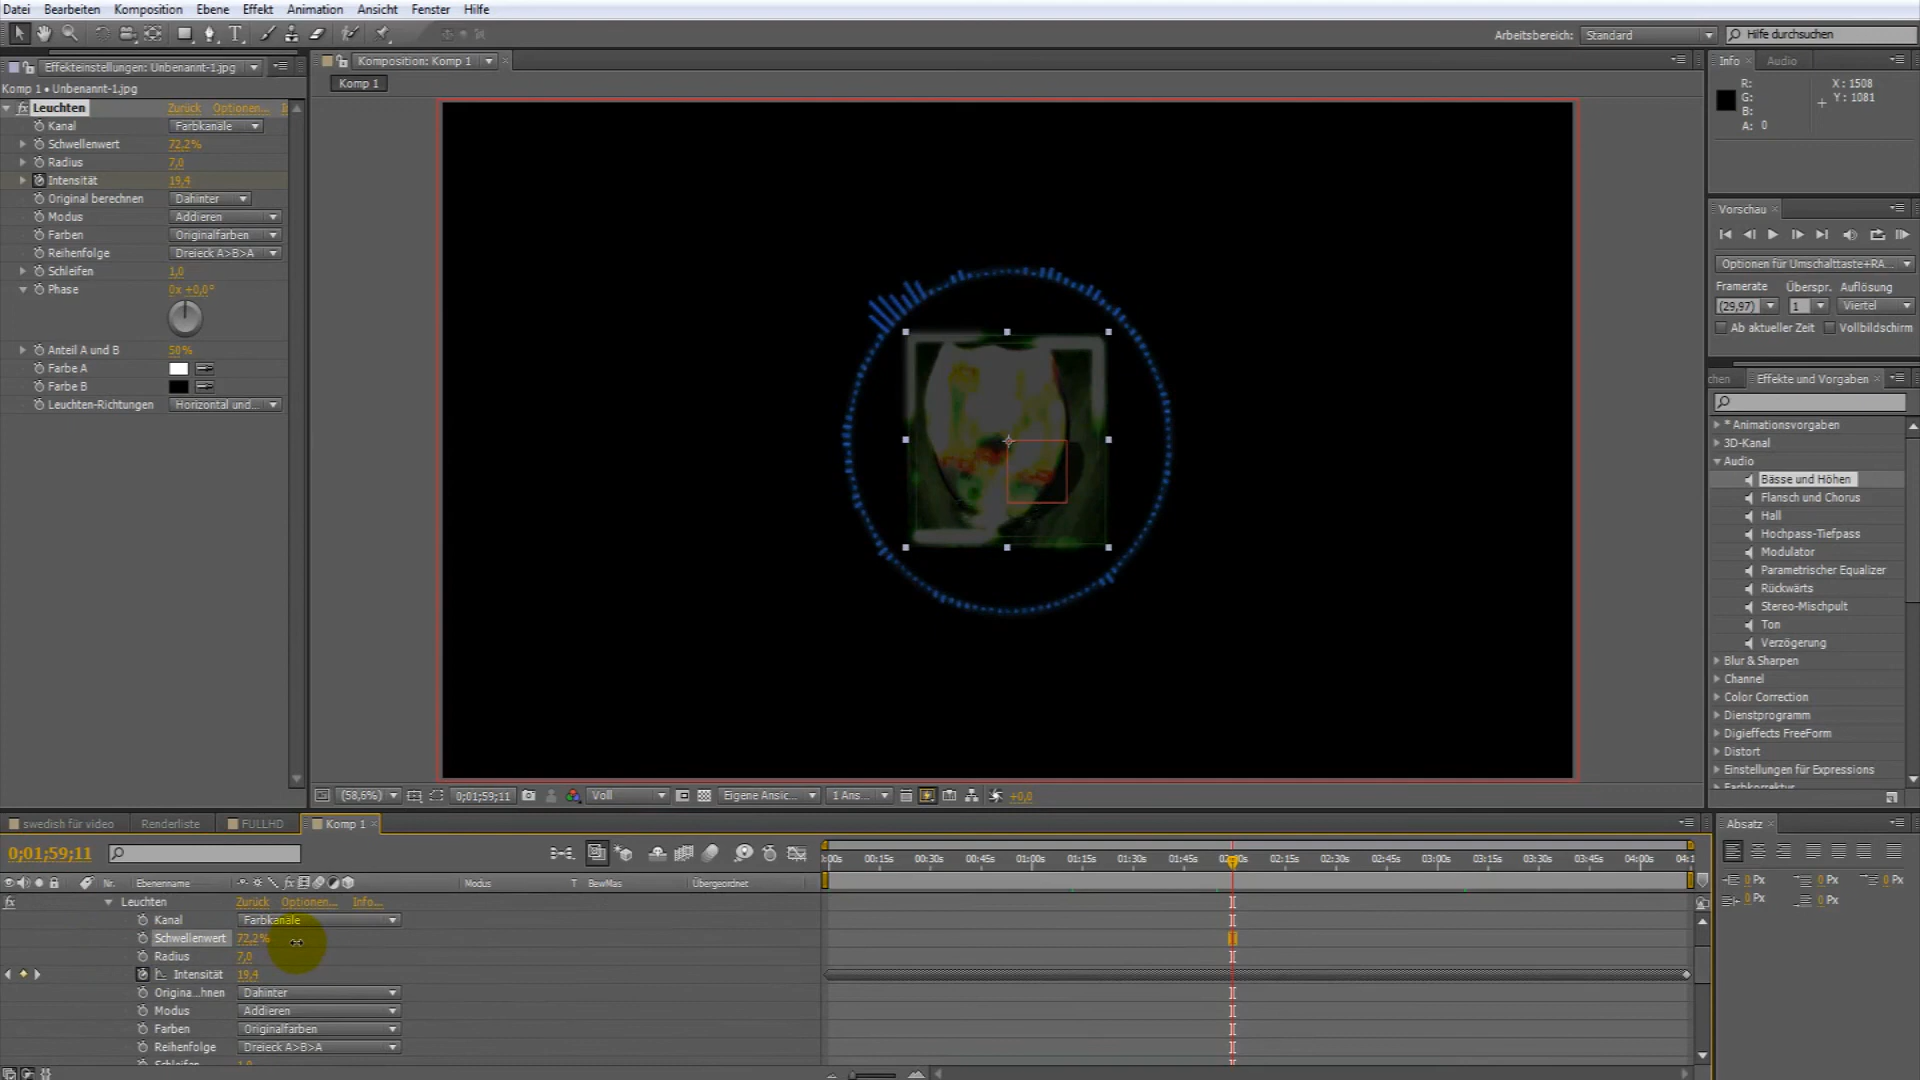 Datei Bearbeiten Komposition Ebene Effekt Animation Ansicht Fenster Hilfe
Arbeitsbereich: Standard Hilfe durchsuchen
Effekteinstellungen: Unbenannt-1.jpg
Komp 1 • Unbenannt-1.jpg
fx Leuchten Zurück Optionen...
Kanal Farbkanäle
Schwellenwert 72,2%
Radius 7,0
Intensität 19,4
Original berechnen Dahinter
Modus Addieren
Farben Originalfarben
Reihenfolge Dreieck A>B>A
Schleifen 1,0
Phase 0x +0,0°
Anteil A und B 50%
Farbe A
Farbe B
Leuchten-Richtungen Horizontal und...
Komposition: Komp 1
Komp 1
(58,6%) 0;01;59;11 Voll Eigene Ansic... 1 Ans... +0,0
Info Audio
R: X : 1508
G: Y : 1081
B:
A: 0
Vorschau
Optionen für Umschalttaste+RA...
Framerate Überspr. Auflösung
(29,97) 1 Viertel
Ab aktueller Zeit Vollbildschirm
chen Effekte und Vorgaben
* Animationsvorgaben
3D-Kanal
Audio
Bässe und Höhen
Flansch und Chorus
Hall
Hochpass-Tiefpass
Modulator
Parametrischer Equalizer
Rückwärts
Stereo-Mischpult
Ton
Verzögerung
Blur & Sharpen
Channel
Color Correction
Dienstprogramm
Digieffects FreeForm
Distort
Einstellungen für Expressions
Farbkorrektur
swedish für video Renderliste FULLHD Komp 1
0;01;59;11
:00s 00:15s 00:30s 00:45s 01:00s 01:15s 01:30s 01:45s 02:00s 02:15s 02:30s 02:45s 03:00s 03:15s 03:30s 03:45s 04:00s 04:1
Nr. Ebenenname Modus T BewMas Übergeordnet
fx Leuchten Zurück Optionen... Info...
Kanal Farbkanäle
Schwellenwert 72,2%
Radius 7,0
Intensität 19,4
Origina...hnen Dahinter
Modus Addieren
Farben Originalfarben
Reihenfolge Dreieck A>B>A
Schleifen 1,0
Absatz
0 Px 0 Px 0 Px
0 Px 0 Px